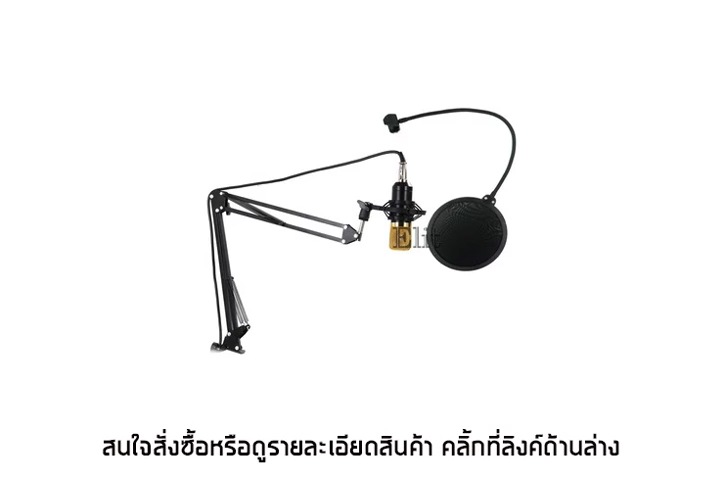 Elit
สนใจสั่งซื้อหรือดูรายละเอียดสินค้า คลิ๊กที่ลิงค์ด้านล่าง